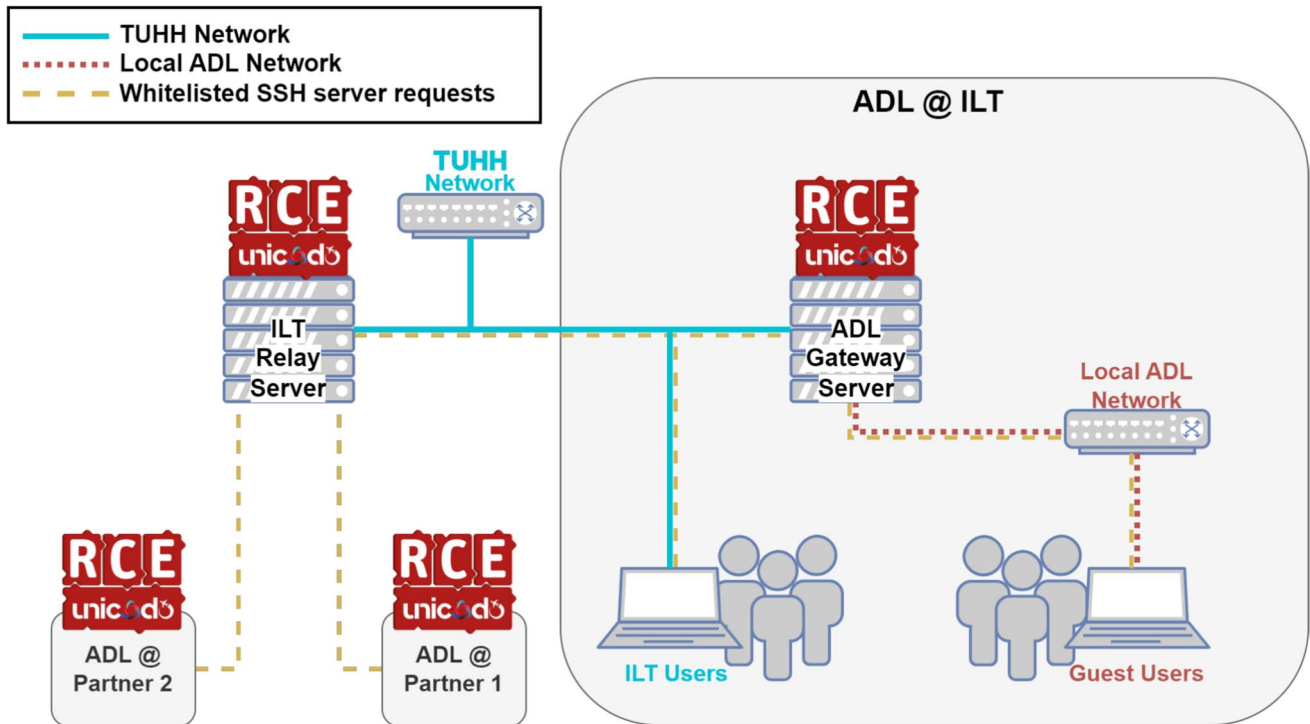 TUHH Network
Local ADL Network
Whitelisted SSH server requests
ADL @ ILT
TUHH
Network
RCE
unicado
ILT
Relay
Server
RCE
unicado
ADL
Gateway
Server
Local ADL
Network
RCE
unicado
ADL @
Partner 2
RCE
unicado
ADL @
Partner 1
ILT Users
Guest Users